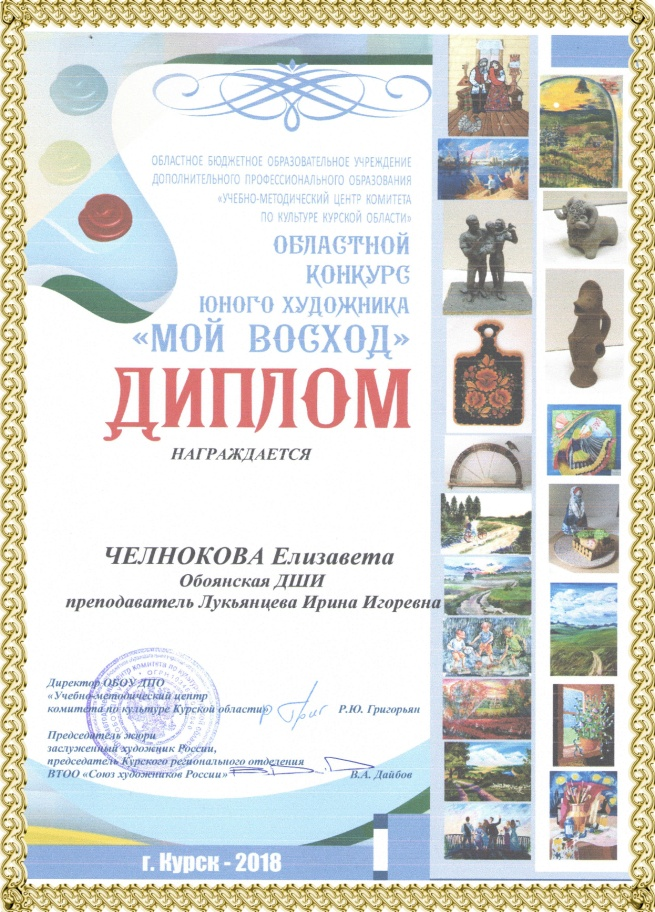 ОБЛАСТНОЕ БЮДЖЕТНОЕ ОБРАЗОВАТЕЛЬНОЕ УЧРЕЖДЕНИЕ
ДОПОЛНИТЕЛЬНОГО ПРОФЕССИОНАЛЬНОГО ОБРАЗОВАНИЯ
«УЧЕБНО-МЕТОДИЧЕСКИЙ ЦЕНТР КОМИТЕТА
ПО КУЛЬТУРЕ КУРСКОЙ ОБЛАСТИ»
ОБЛАСТНОЙ
КОНКУРС
ЮНОГО ХУДОЖНИКА
«МОЙ ВОСХОД»
ДИПЛОМ
НАГРАЖДАЕТСЯ
ЧЕЛНОКОВА Елизавета
Обоянская ДШИ
преподаватель Лукьянцева Ирина Игоревна
Директор ОБОУ ДПО
«Учебно-методический центр
комитета по культуре Курской области» Р.Ю. Григорьян
Председатель жюри
заслуженный художник России,
председатель Курского регионального отделения
ВТОО «Союз художников России» В.А. Дайбов
г. Курск - 2018